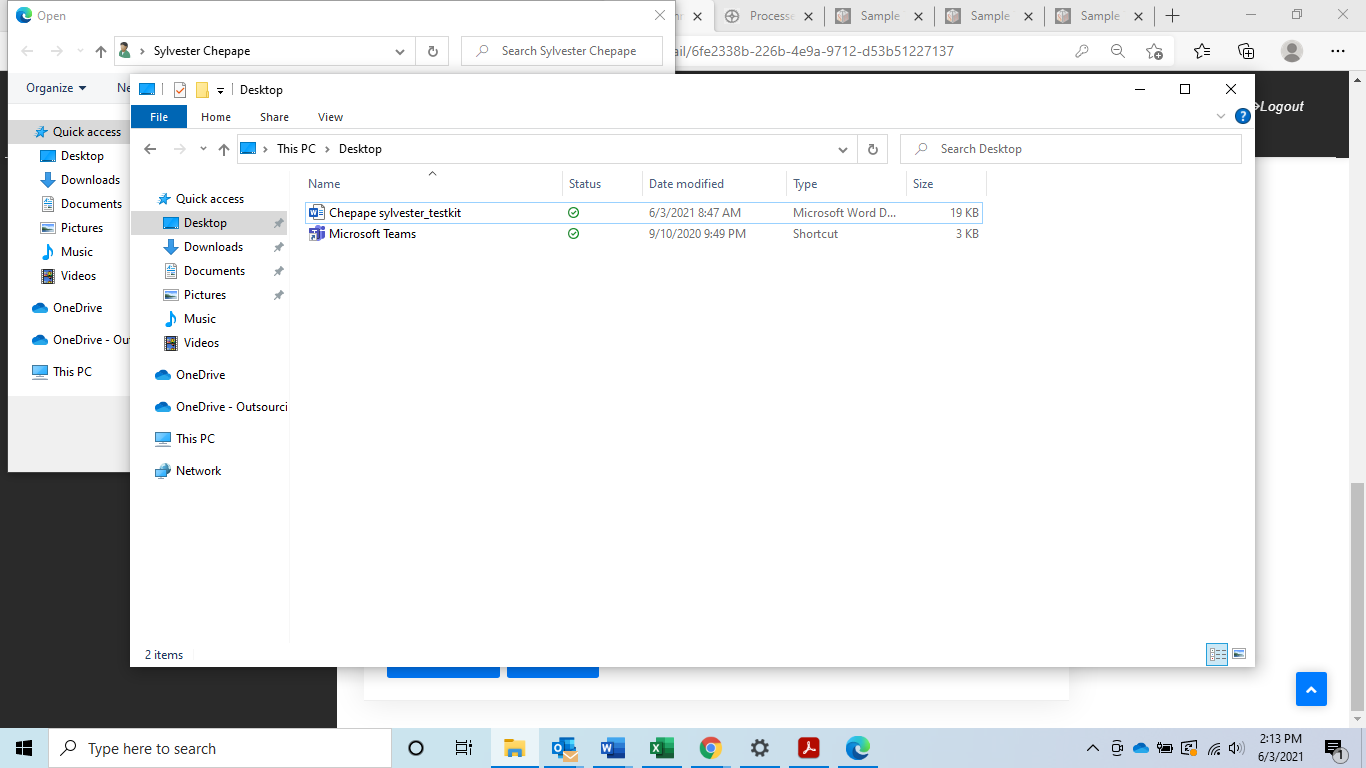 Open
Processe
Sample
Sample
Sample
Sylvester Chepape
Search Sylvester Chepape
ail/6fe2338b-226b-4e9a-9712-d53b51227137
Organize
Ne
Logout
Quick access
Desktop
Downloads
Documents
Pictures
Music
Videos
OneDrive
OneDrive - Ou
This PC
Desktop
File
Home
Share
View
This PC
Desktop
Search Desktop
Name
Status
Date modified
Type
Size
Chepape sylvester_testkit
6/3/2021 8:47 AM
Microsoft Word D...
19 KB
Microsoft Teams
9/10/2020 9:49 PM
Shortcut
3 KB
Quick access
Desktop
Downloads
Documents
Pictures
Music
Videos
OneDrive
OneDrive - Outsourci
This PC
Network
2 items
Type here to search
2:13 PM
6/3/2021
1